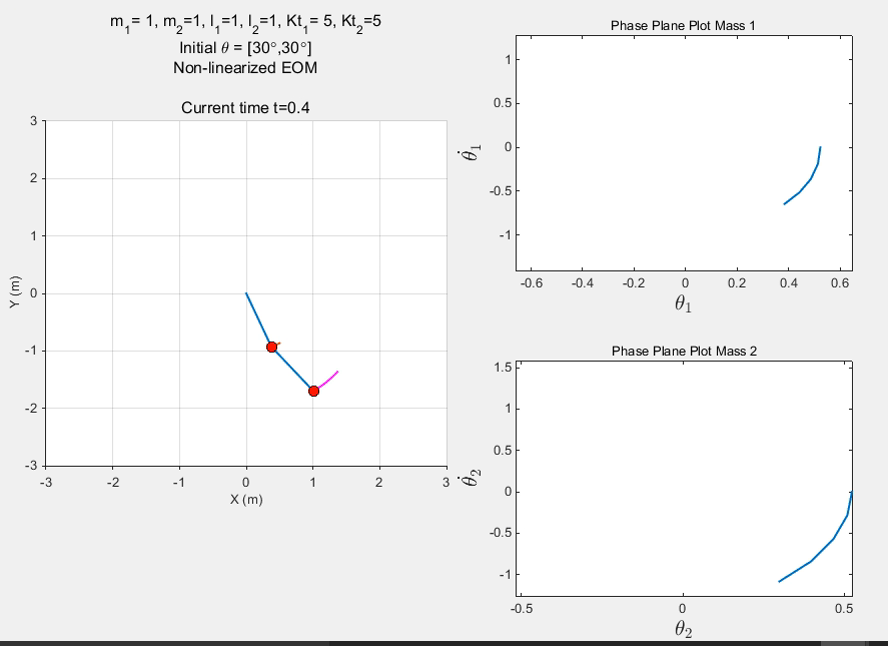 m₁= 1, m₂=1, l₁=1, l₂=1, Kt₁= 5, Kt₂=5
Initial θ = [30°,30°]
Non-linearized EOM
Current time t=0.4
3
2
1
0
-1
-2
-3
Y (m)
-3 -2 -1 0 1 2 3
X (m)
Phase Plane Plot Mass 1
1
0.5
0
-0.5
-1
θ̇₁
-0.6 -0.4 -0.2 0 0.2 0.4 0.6
θ₁
Phase Plane Plot Mass 2
1.5
1
0.5
0
-0.5
-1
θ̇₂
-0.5 0 0.5
θ₂